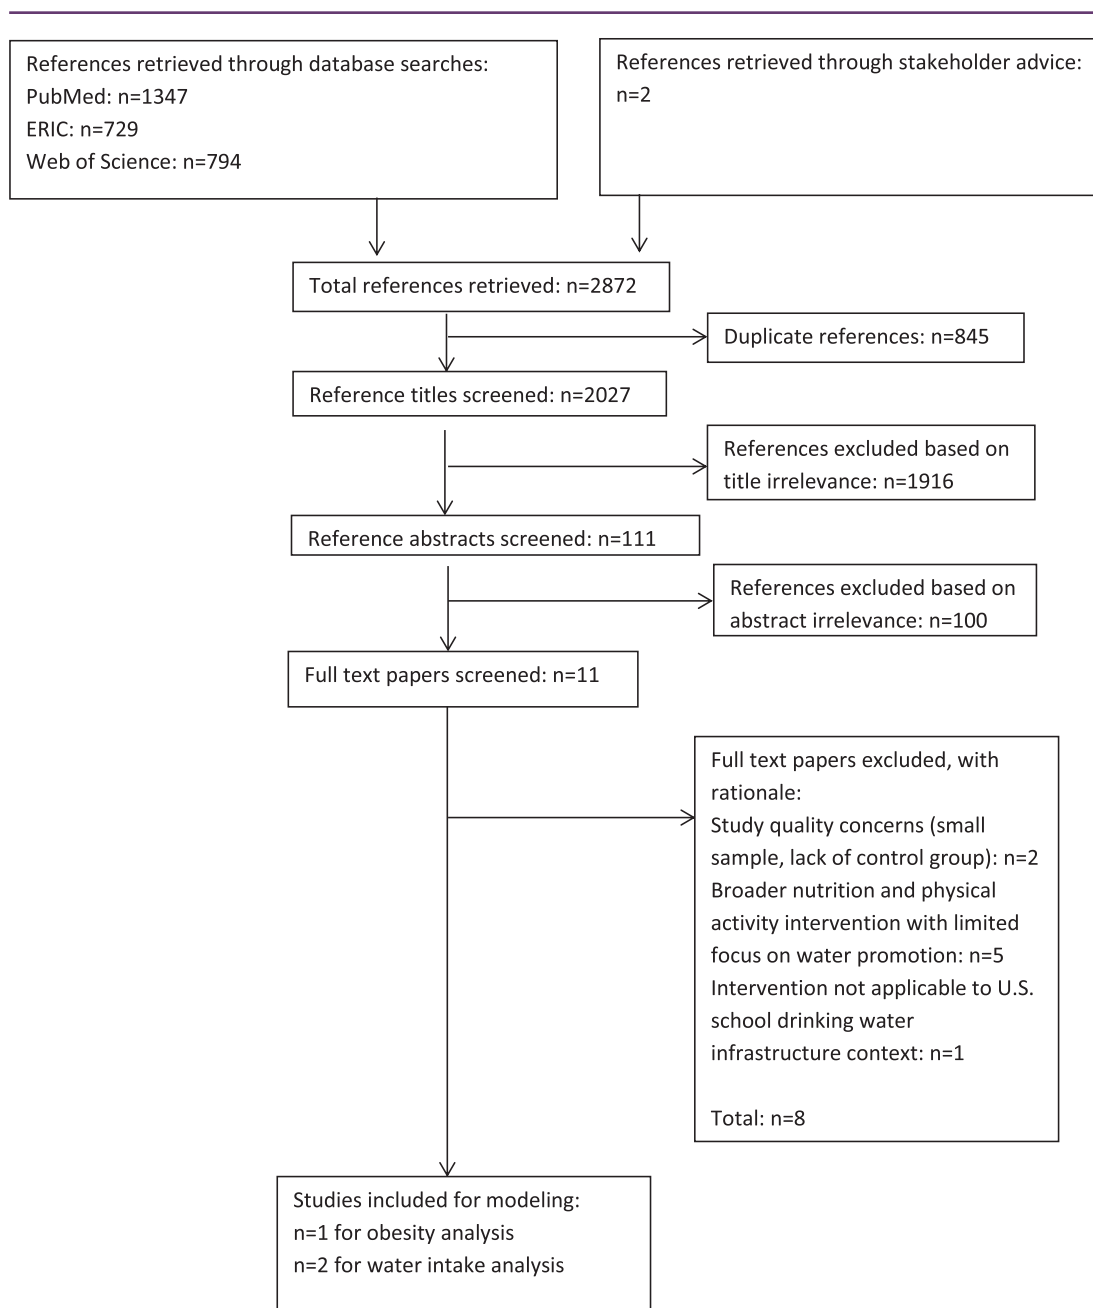 References retrieved through database searches:
PubMed: n=1347
ERIC: n=729
Web of Science: n=794
References retrieved through stakeholder advice:
n=2
Total references retrieved: n=2872
Duplicate references: n=845
Reference titles screened: n=2027
References excluded based on
title irrelevance: n=1916
Reference abstracts screened: n=111
References excluded based on
abstract irrelevance: n=100
Full text papers screened: n=11
Full text papers excluded, with
rationale:
Study quality concerns (small
sample, lack of control group): n=2
Broader nutrition and physical
activity intervention with limited
focus on water promotion: n=5
Intervention not applicable to U.S.
school drinking water
infrastructure context: n=1
Total: n=8
Studies included for modeling:
n=1 for obesity analysis
n=2 for water intake analysis